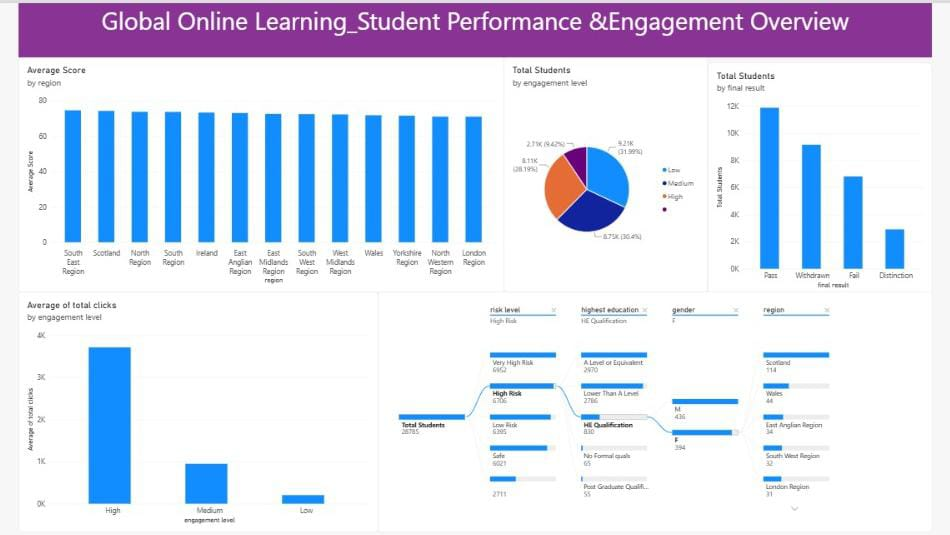 Global Online Learning_Student Performance &Engagement Overview
Average Score
by region
80
60
40
20
0
Average Score
South East Region
Scotland
North Region
South Region
Ireland
East Anglian Region
East Midlands Region
South West Region
West Midlands Region
Wales
Yorkshire Region
North Western Region
London Region
region
Total Students
by engagement level
2.71K (9.42%)
9.21K
(31.99%)
8.11K
(28.19%)
8.75K (30.4%)
Low
Medium
High
Total Students
by final result
12K
10K
8K
6K
4K
2K
0K
Total Students
Pass
Withdrawn
Fail
Distinction
final result
Average of total clicks
by engagement level
4K
3K
2K
1K
0K
Average of total clicks
High
Medium
Low
engagement level
Total Students
28785
risk level
High Risk
Very High Risk
6952
High Risk
6706
Low Risk
6395
Safe
6021
2711
highest education
HE Qualification
A Level or Equivalent
2970
Lower Than A Level
2786
HE Qualification
830
No Formal quals
65
Post Graduate Qualifi...
55
gender
F
M
436
F
394
region
Scotland
114
Wales
44
East Anglian Region
34
South West Region
32
London Region
31